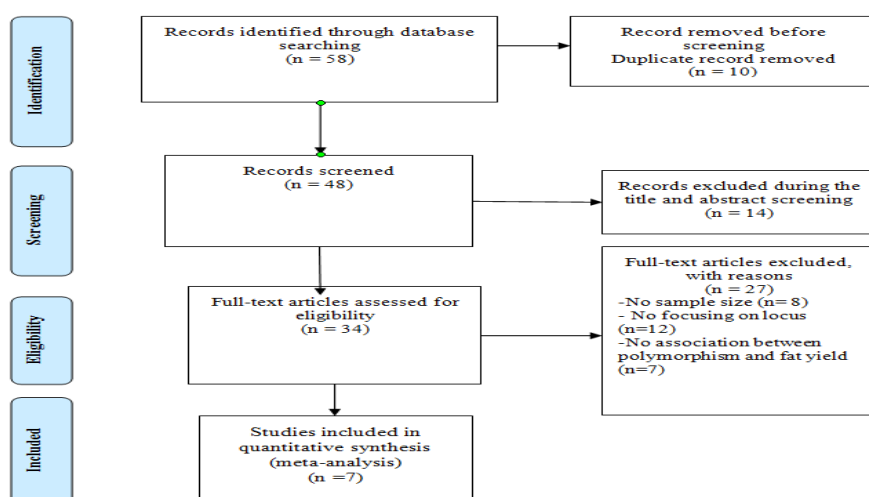 Identification
Records identified through database
searching
(n = 58)
Record removed before
screening
Duplicate record removed
(n = 10)
Screening
Records screened
(n = 48)
Records excluded during the
title and abstract screening
(n = 14)
Eligibility
Full-text articles assessed for
eligibility
(n = 34)
Full-text articles excluded,
with reasons
(n = 27)
-No sample size (n= 8)
- No focusing on locus
(n=12)
-No association between
polymorphism and fat yield
(n=7)
Included
Studies included in
quantitative synthesis
(meta-analysis)
(n =7)